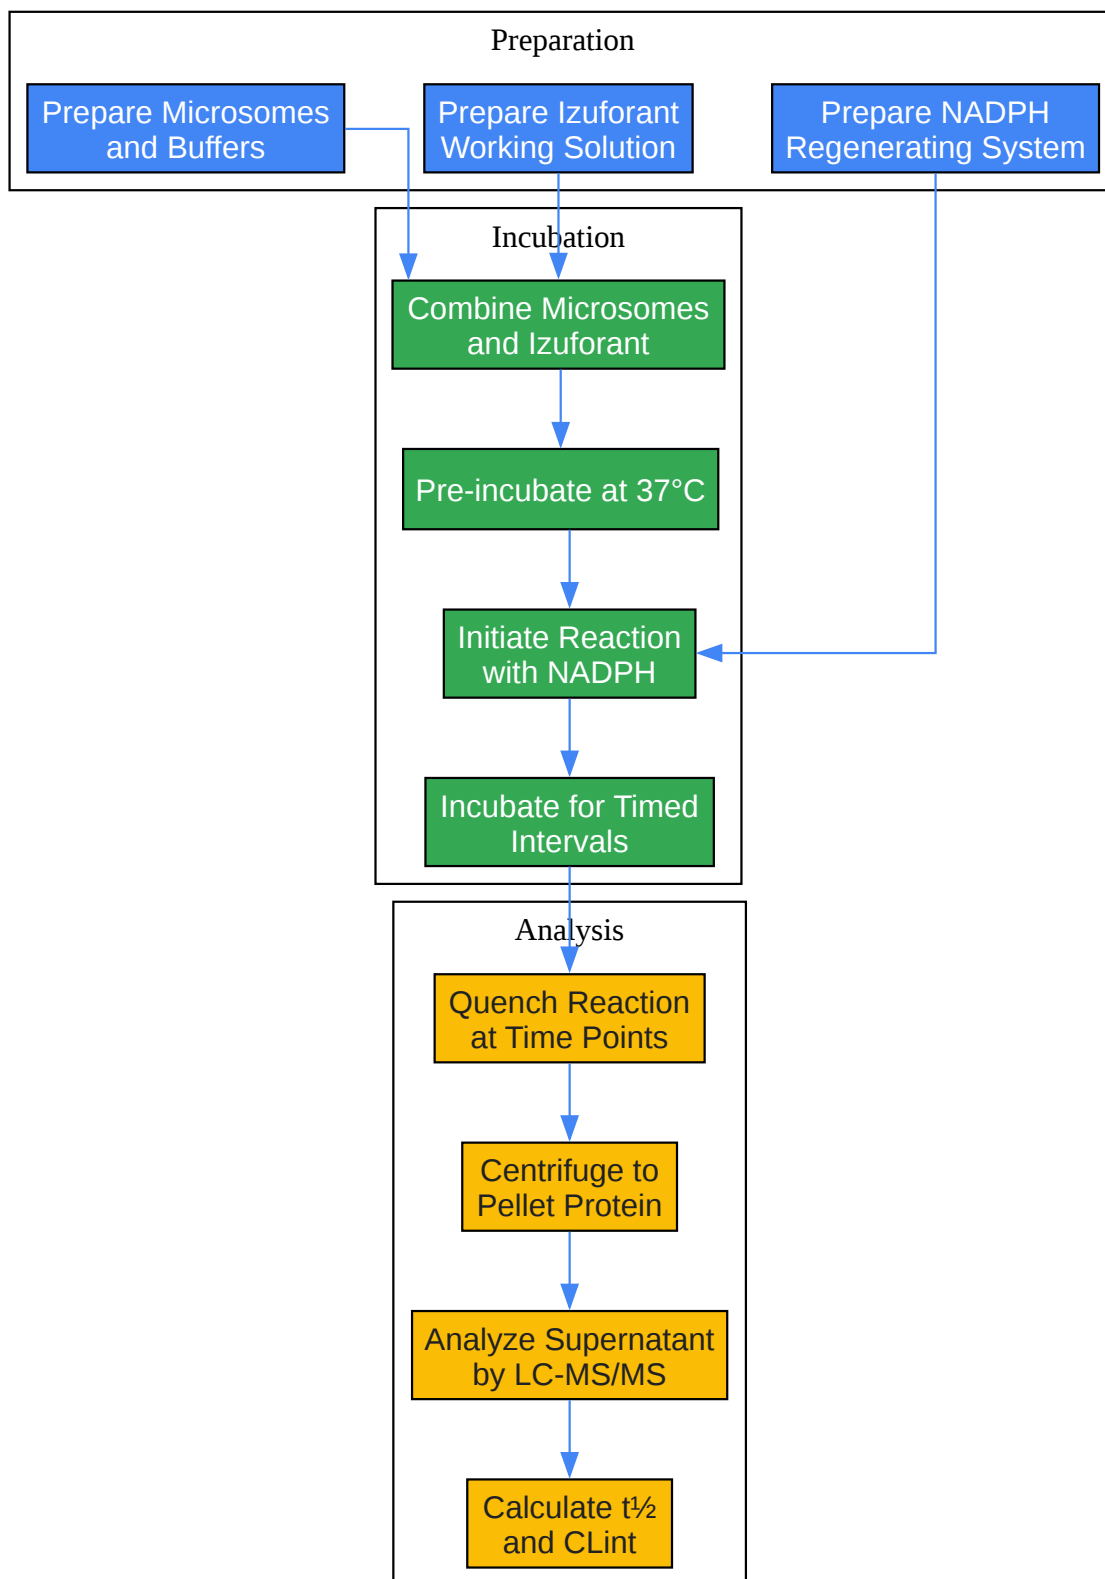 Preparation
Prepare Microsomes
and Buffers
Prepare Izuforant
Working Solution
Prepare NADPH
Regenerating System
Incubation
Combine Microsomes
and Izuforant
Pre-incubate at 37°C
Initiate Reaction
with NADPH
Incubate for Timed
Intervals
Analysis
Quench Reaction
at Time Points
Centrifuge to
Pellet Protein
Analyze Supernatant
by LC-MS/MS
Calculate t½
and CLint